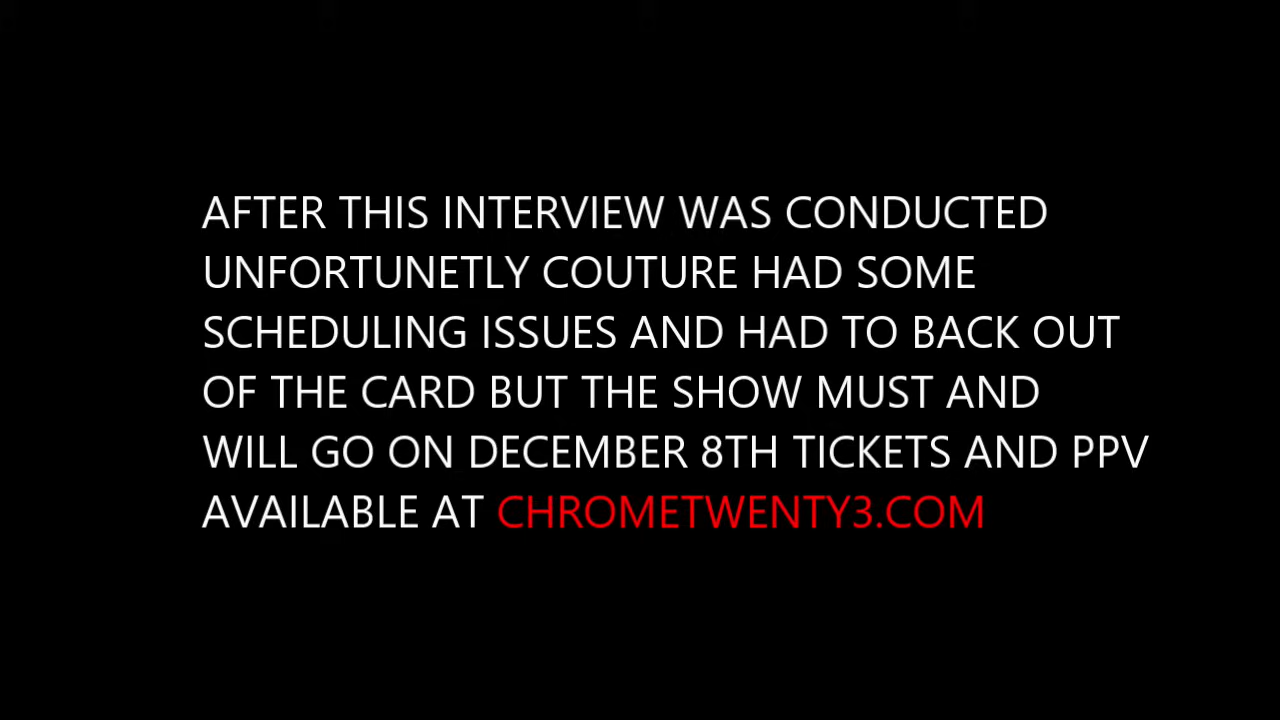 AFTER THIS INTERVIEW WAS CONDUCTED
UNFORTUNETLY COUTURE HAD SOME
SCHEDULING ISSUES AND HAD TO BACK OUT
OF THE CARD BUT THE SHOW MUST AND
WILL GO ON DECEMBER 8TH TICKETS AND PPV
AVAILABLE AT CHROMETWENTY3.COM